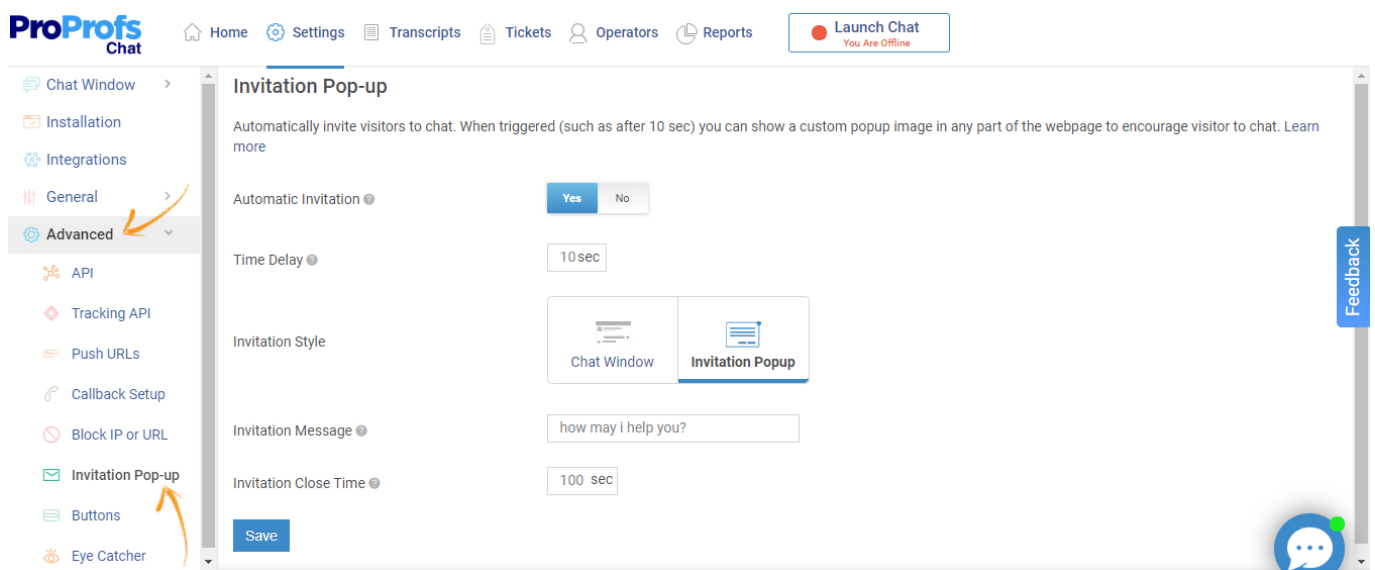 ProProfs
Chat
Home
Settings
Transcripts
Tickets
Operators
Reports
Launch Chat
You Are Offline
Chat Window
Installation
Integrations
General
Advanced
API
Tracking API
Push URLs
Callback Setup
Block IP or URL
Invitation Pop-up
Buttons
Eye Catcher
Invitation Pop-up
Automatically invite visitors to chat. When triggered (such as after 10 sec) you can show a custom popup image in any part of the webpage to encourage visitor to chat. Learn
more
Automatic Invitation
Yes
No
Time Delay
10 sec
Invitation Style
Chat Window
Invitation Popup
Invitation Message
how may i help you?
Invitation Close Time
100 sec
Save
Feedback